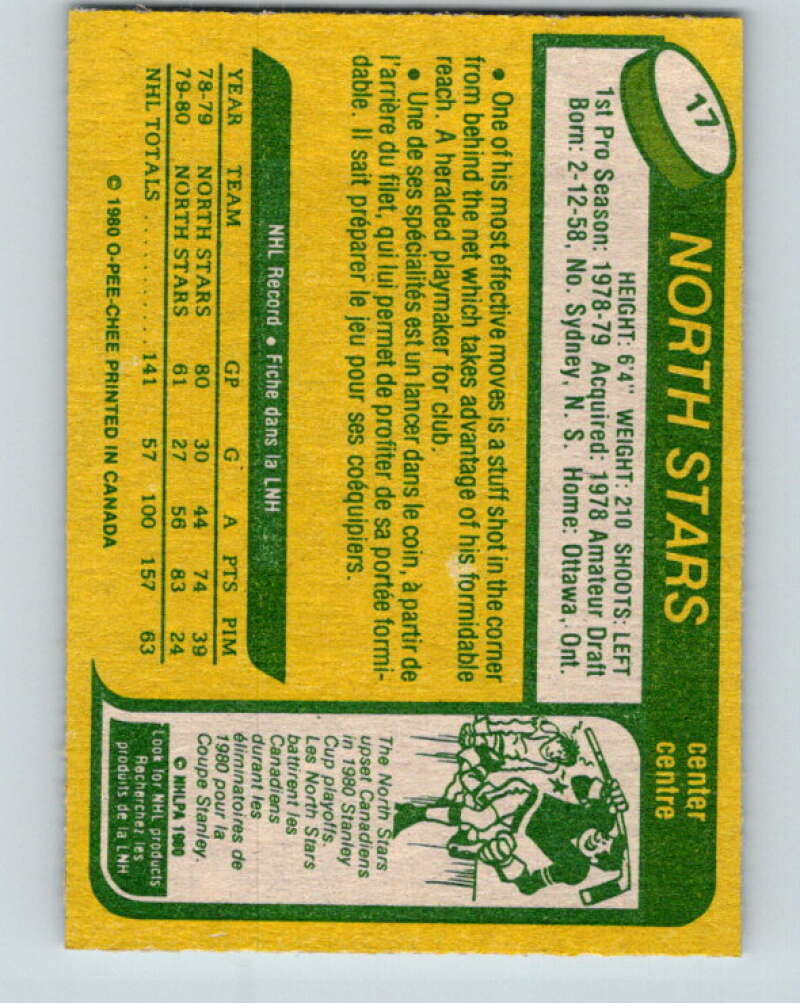 17
NORTH STARS
center
centre
HEIGHT: 6'4" WEIGHT: 210 SHOOTS: LEFT
1st Pro Season: 1978-79 Acquired: 1978 Amateur Draft
Born: 2-12-58, No. Sydney, N. S. Home: Ottawa, Ont.
• One of his most effective moves is a stuff shot in the corner
from behind the net which takes advantage of his formidable
reach. A heralded playmaker for club.
• Une de ses spécialités est un lancer dans le coin, à partir de
l'arrière du filet, qui lui permet de profiter de sa portée formi-
dable. Il sait préparer le jeu pour ses coéquipiers.
NHL Record • Fiche dans la LNH
YEAR TEAM GP G A PTS PIM
78-79 NORTH STARS 80 30 44 74 39
79-80 NORTH STARS 61 27 56 83 24
NHL TOTALS .......... 141 57 100 157 63
© 1980 O-PEE-CHEE PRINTED IN CANADA
The North Stars
upset Canadiens
in 1980 Stanley
Cup playoffs.
Les North Stars
battirent les
Canadiens
durant les
éliminatoires de
1980 pour la
Coupe Stanley.
© NHLPA 1980
Look for NHL products
Recherchez les
produits de la LNH